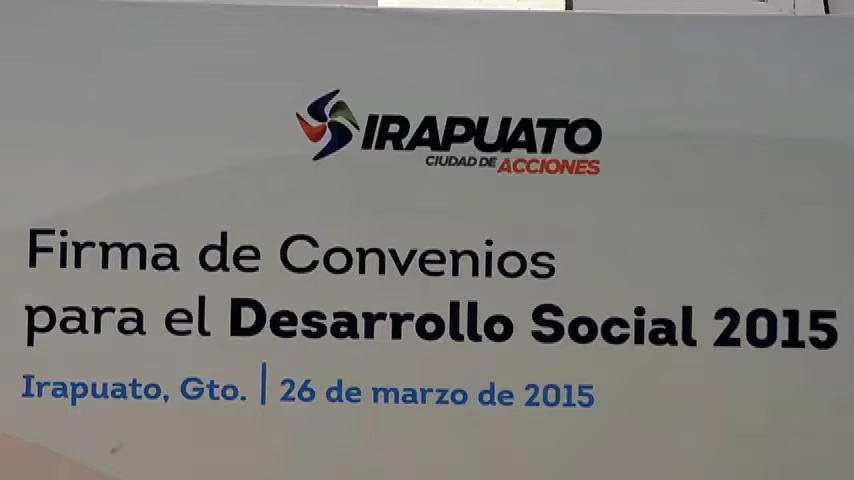 IRAPUATO
CIUDAD DE ACCIONES
Firma de Convenios
para el Desarrollo Social 2015
Irapuato, Gto. | 26 de marzo de 2015